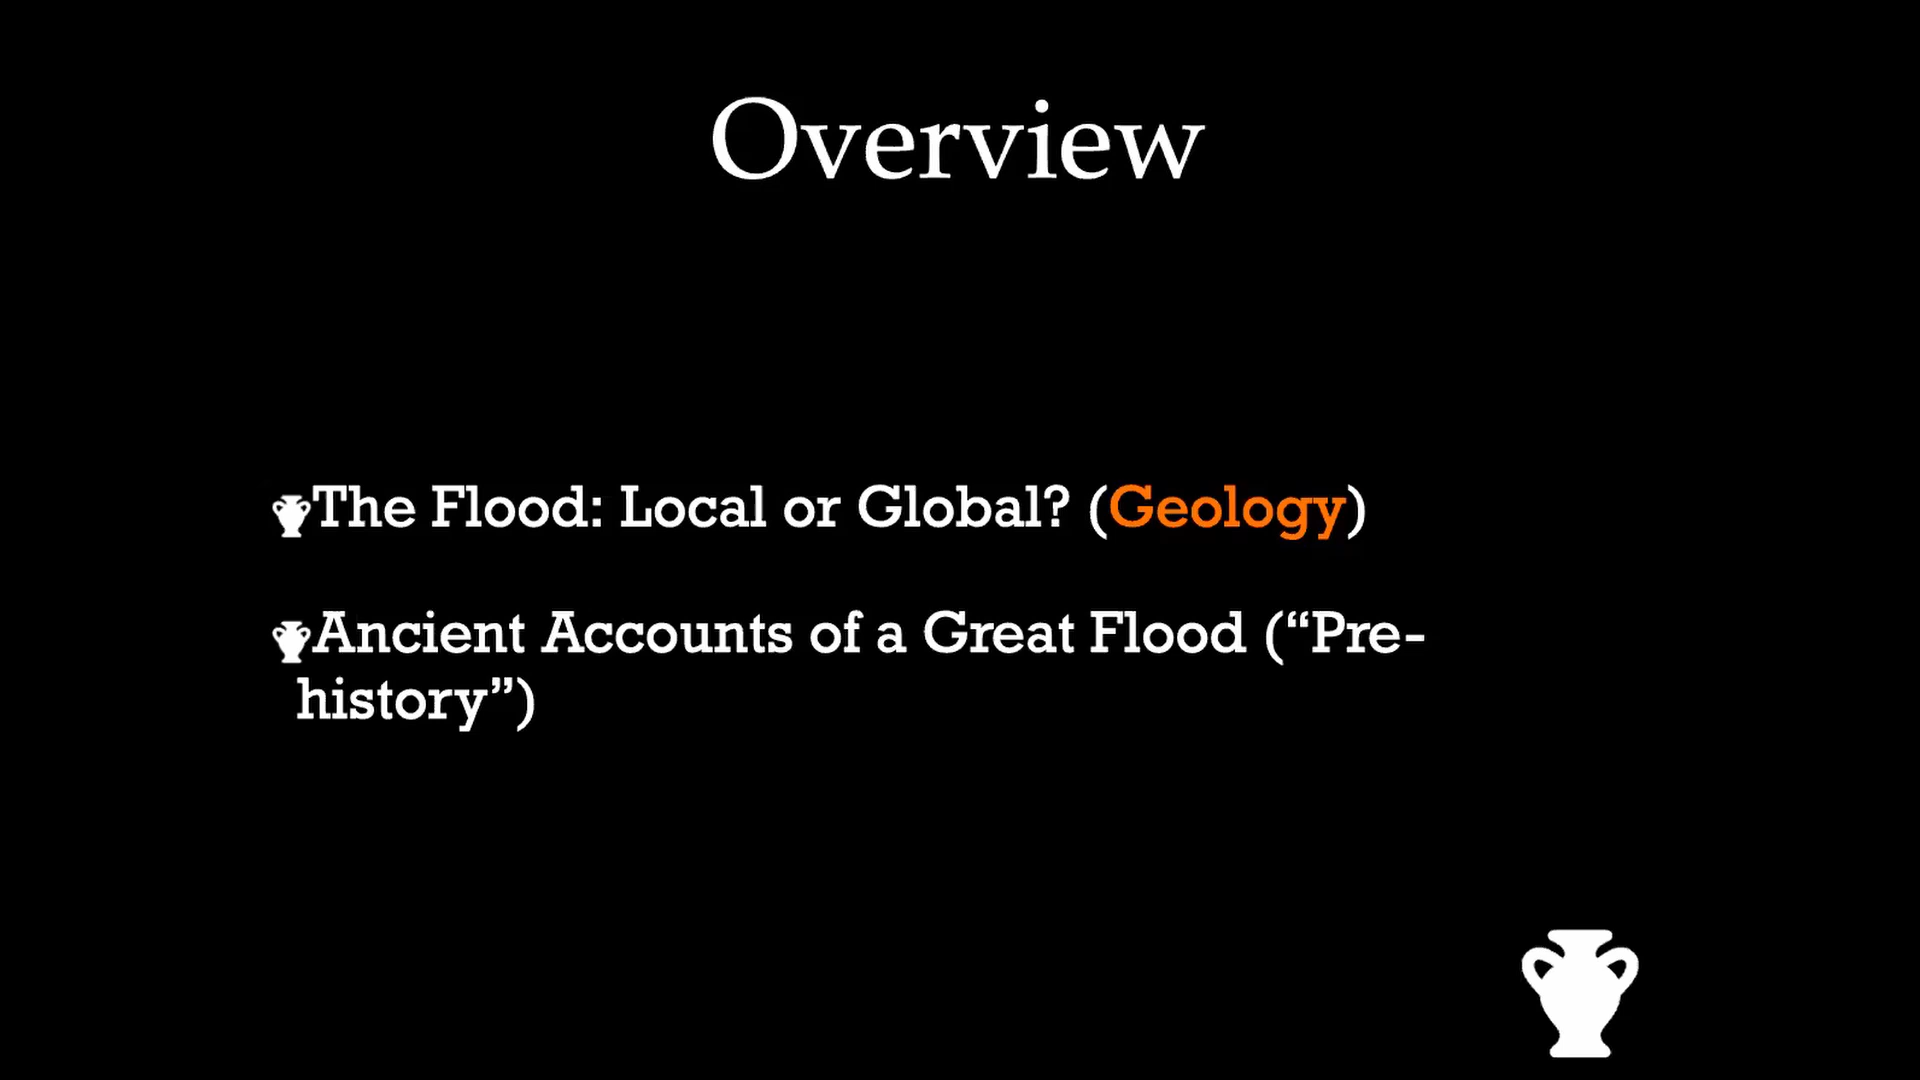 Overview
The Flood: Local or Global? (Geology)
Ancient Accounts of a Great Flood (“Pre-
history”)